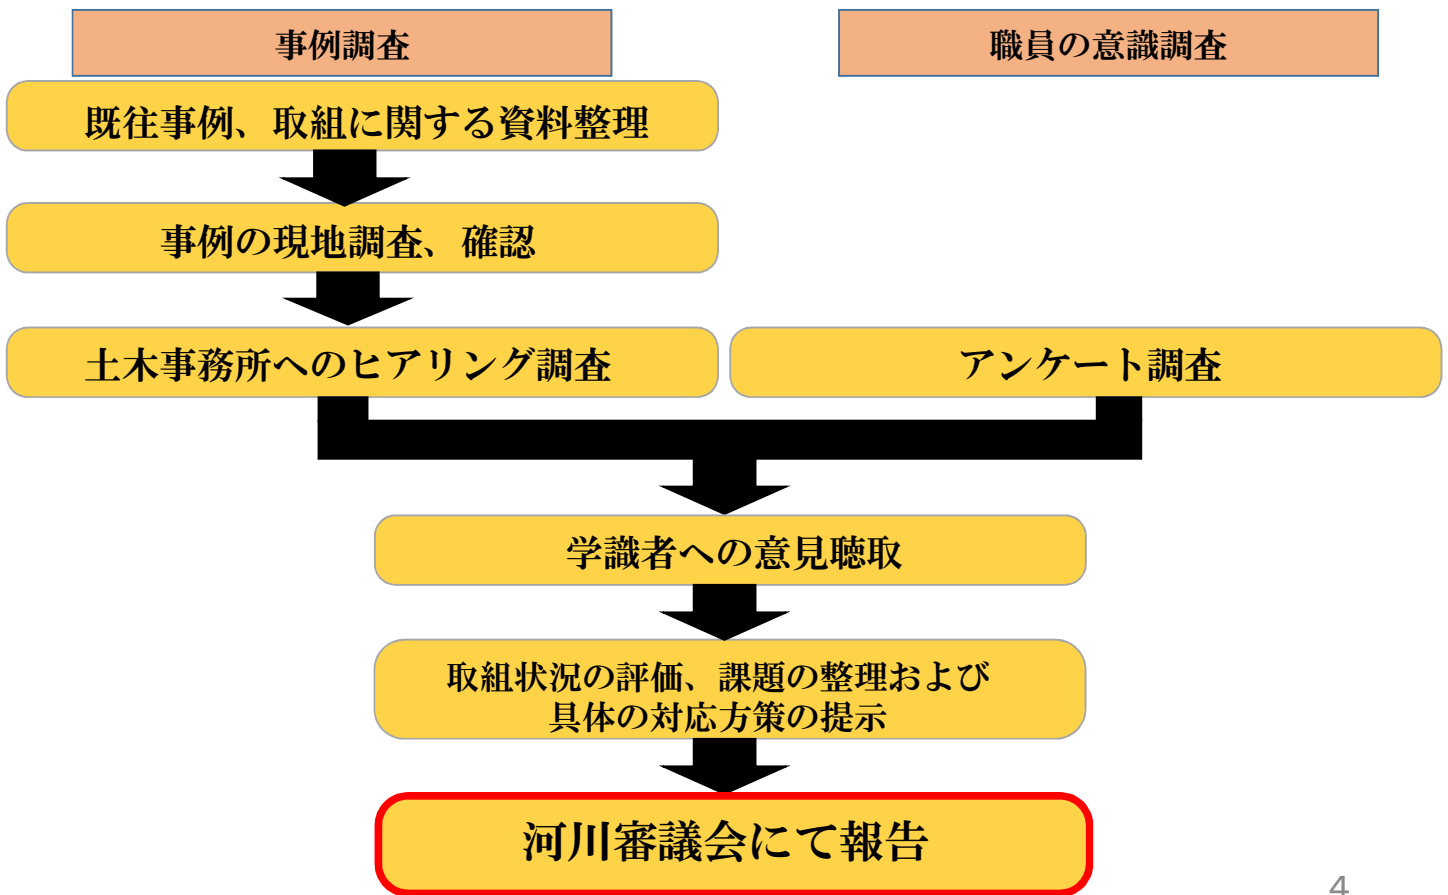 事例調査
職員の意識調査
既往事例、取組に関する資料整理
事例の現地調査、確認
土木事務所へのヒアリング調査
アンケート調査
学識者への意見聴取
取組状況の評価、課題の整理および
具体の対応方策の提示
河川審議会にて報告
4